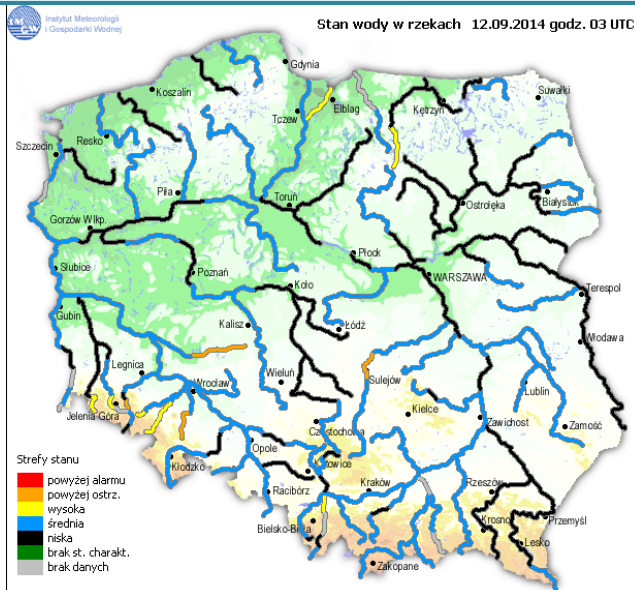 IMGW
Instytut Meteorologii
i Gospodarki Wodnej
Stan wody w rzekach 12.09.2014 godz. 03 UTC
Gdynia
Koszalin
Suwałki
Kętrzyn
Elbląg
Tczew
Resko
Szczecin
Piła
Toruń
Ostrołęka
Białystok
Gorzów Wlkp.
Płock
Słubice
Poznań
Koło
WARSZAWA
Terespol
Gubin
Kalisz
Łódź
Włodawa
Legnica
Wrocław
Wieluń
Sulejów
Lublin
Jelenia Góra
Kielce
Zawichost
Zamość
Częstochowa
Opole
Kłodzko
Katowice
Racibórz
Kraków
Rzeszów
Bielsko-Biała
Krosno
Przemyśl
Lesko
Zakopane
Strefy stanu
powyżej alarmu
powyżej ostrz.
wysoka
średnia
niska
brak st. charakt.
brak danych